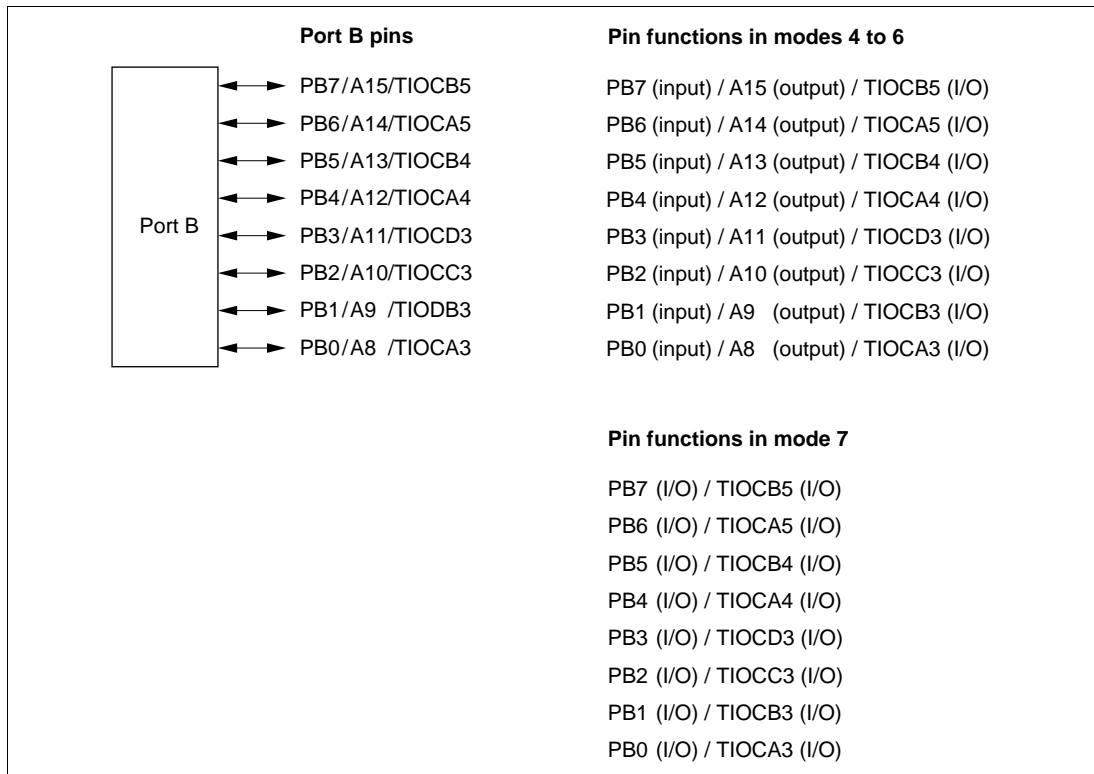 Port B pins
Port B
PB7/A15/TIOCB5
PB6/A14/TIOCA5
PB5/A13/TIOCB4
PB4/A12/TIOCA4
PB3/A11/TIOCD3
PB2/A10/TIOCC3
PB1/A9 /TIODB3
PB0/A8 /TIOCA3
Pin functions in modes 4 to 6
PB7 (input) / A15 (output) / TIOCB5 (I/O)
PB6 (input) / A14 (output) / TIOCA5 (I/O)
PB5 (input) / A13 (output) / TIOCB4 (I/O)
PB4 (input) / A12 (output) / TIOCA4 (I/O)
PB3 (input) / A11 (output) / TIOCD3 (I/O)
PB2 (input) / A10 (output) / TIOCC3 (I/O)
PB1 (input) / A9 (output) / TIOCB3 (I/O)
PB0 (input) / A8 (output) / TIOCA3 (I/O)
Pin functions in mode 7
PB7 (I/O) / TIOCB5 (I/O)
PB6 (I/O) / TIOCA5 (I/O)
PB5 (I/O) / TIOCB4 (I/O)
PB4 (I/O) / TIOCA4 (I/O)
PB3 (I/O) / TIOCD3 (I/O)
PB2 (I/O) / TIOCC3 (I/O)
PB1 (I/O) / TIOCB3 (I/O)
PB0 (I/O) / TIOCA3 (I/O)